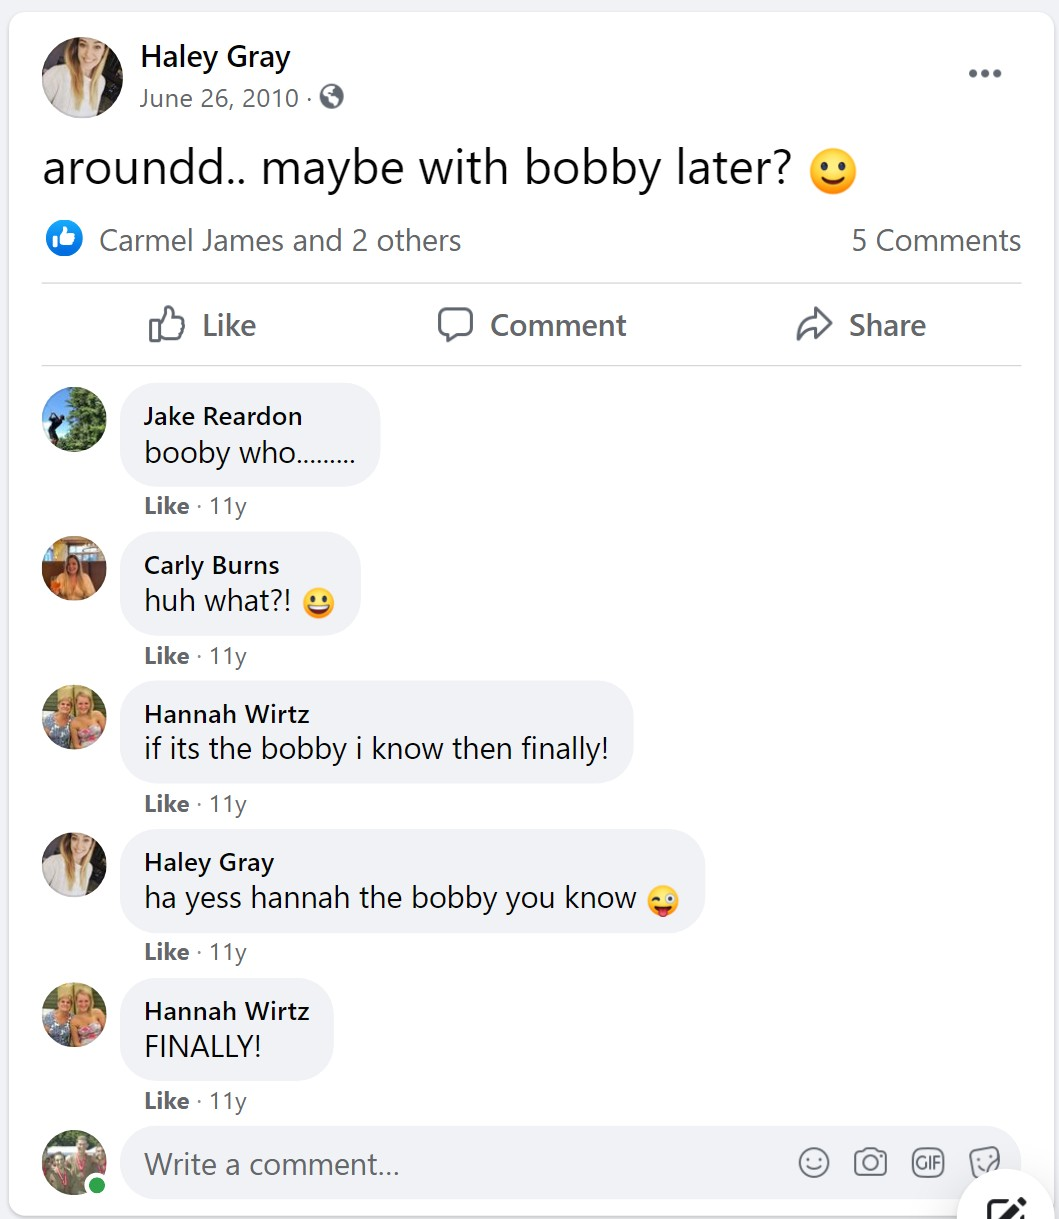 Haley Gray
June 26, 2010 ·
aroundd.. maybe with bobby later? 🙂
Carmel James and 2 others 5 Comments
Like Comment Share
Jake Reardon
booby who.........
Like · 11y
Carly Burns
huh what?! 😀
Like · 11y
Hannah Wirtz
if its the bobby i know then finally!
Like · 11y
Haley Gray
ha yess hannah the bobby you know 😜
Like · 11y
Hannah Wirtz
FINALLY!
Like · 11y
Write a comment... GIF